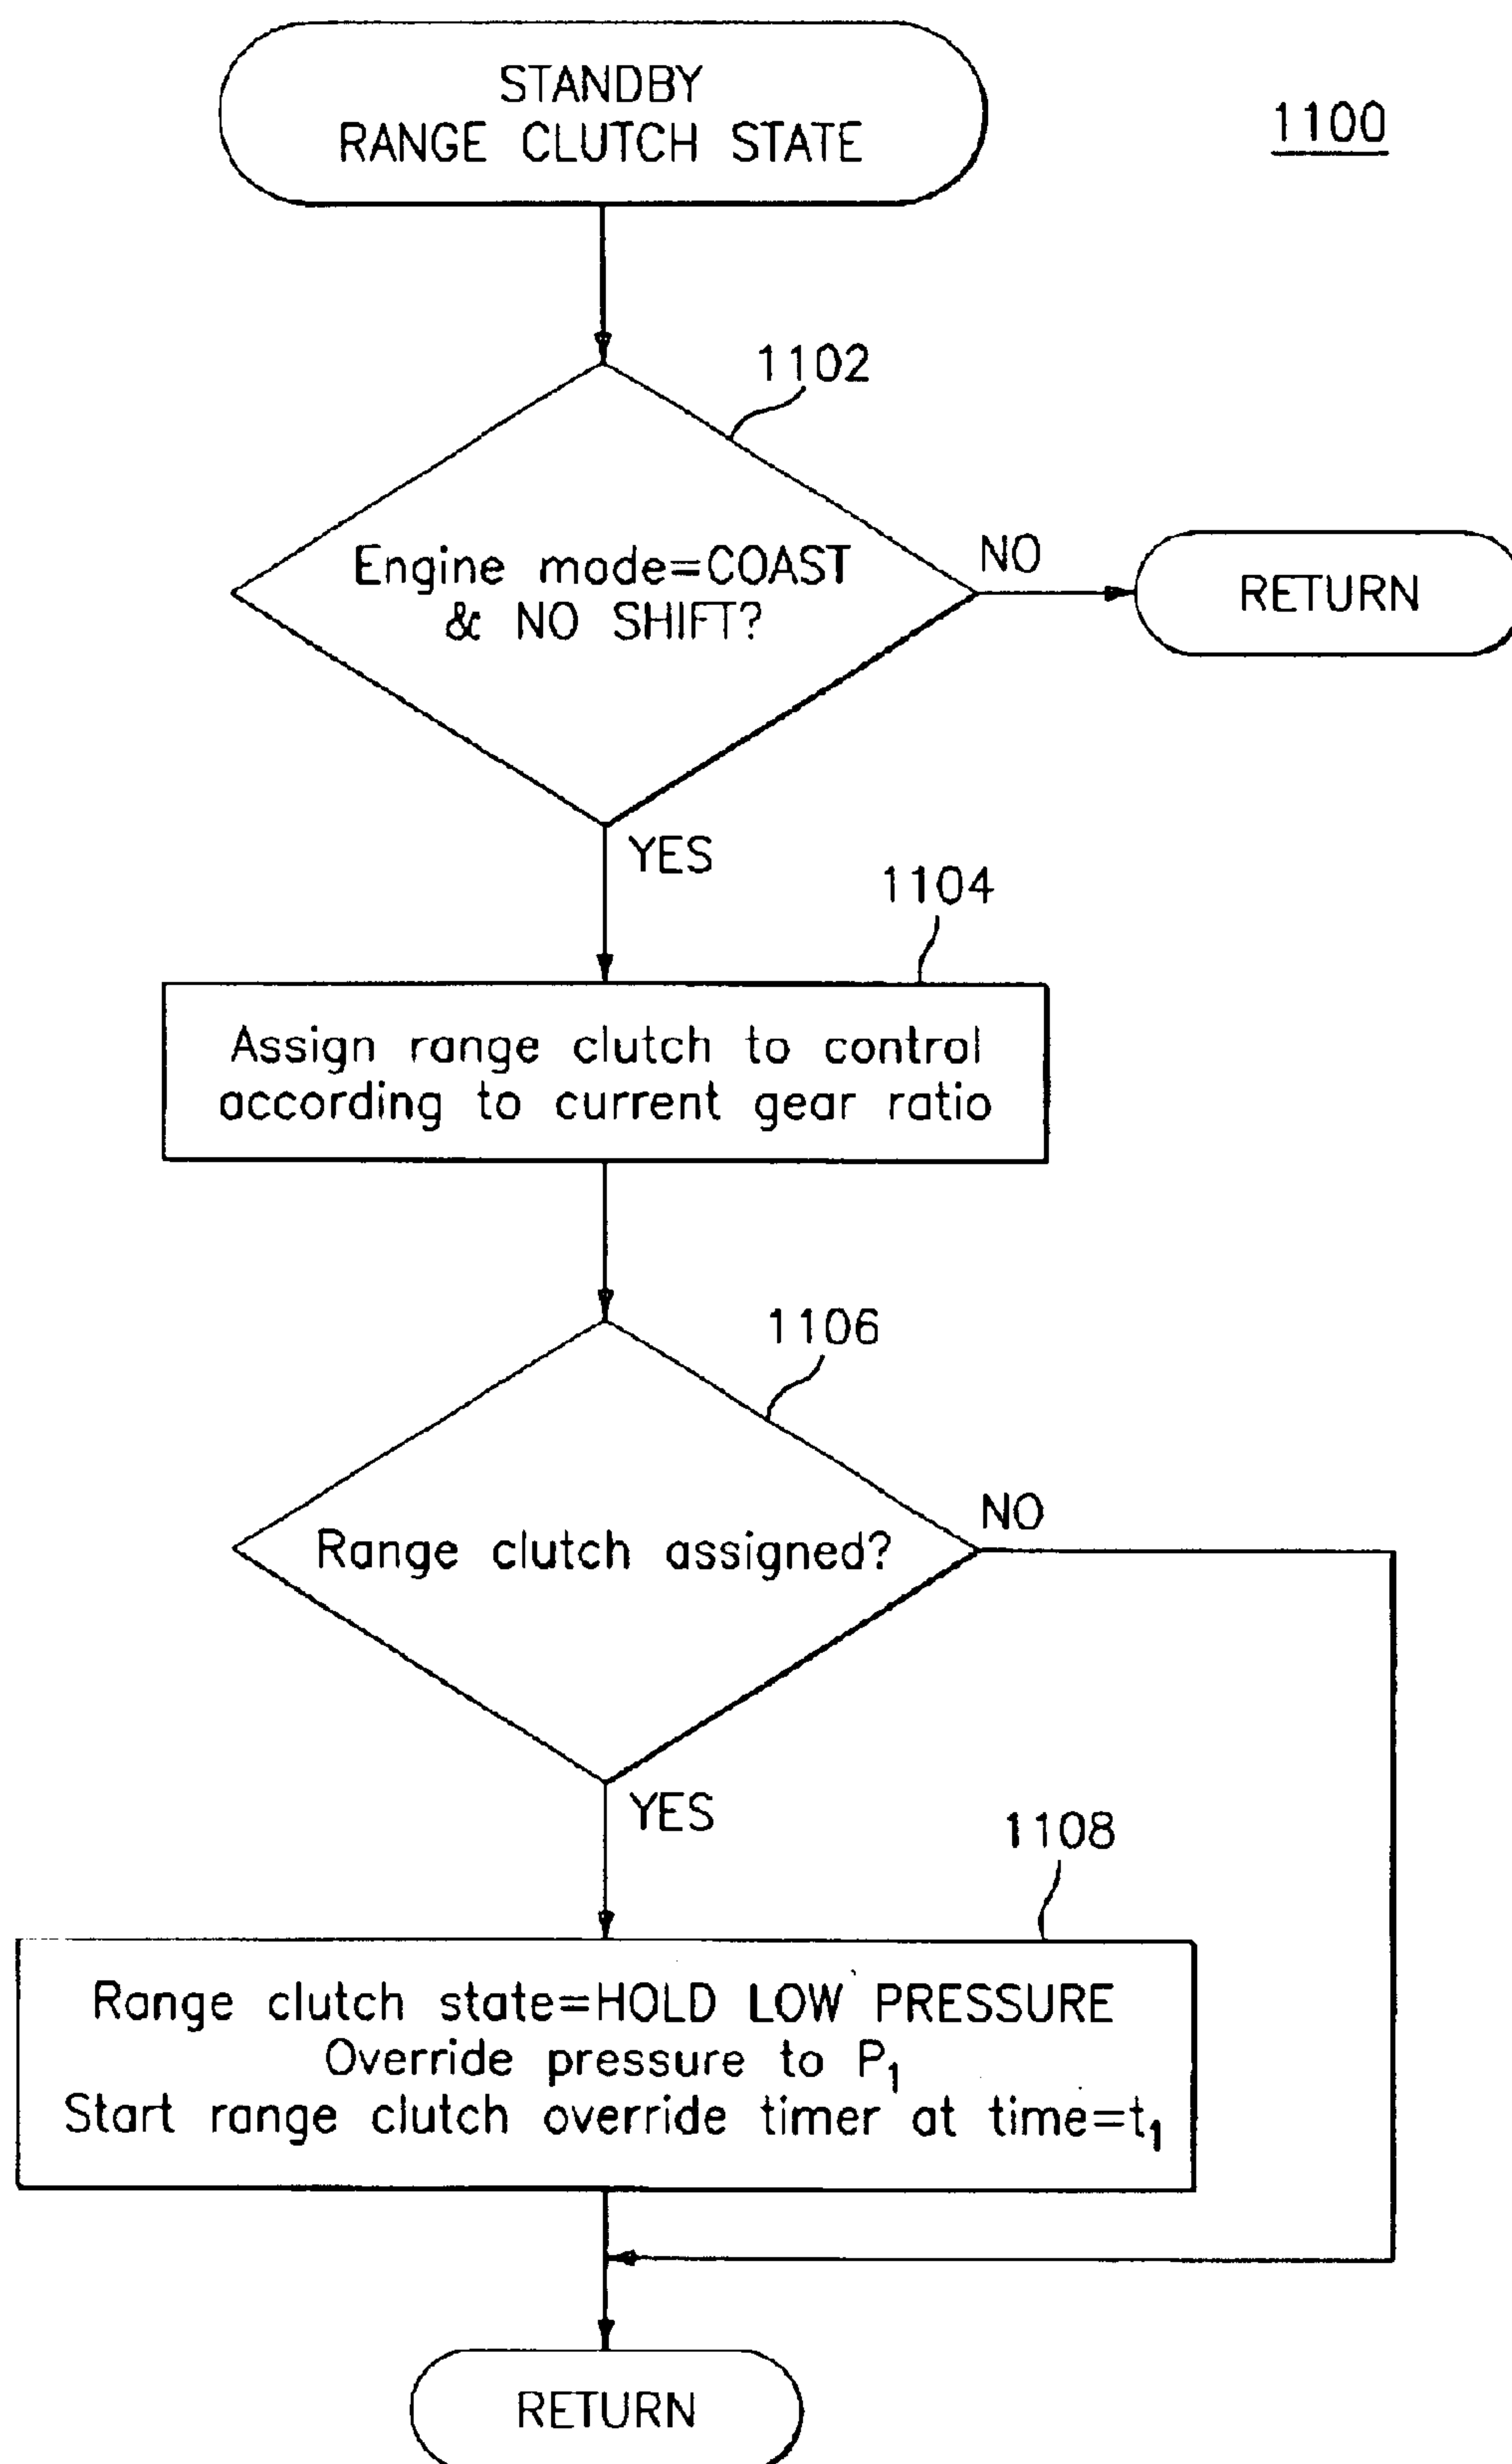 STANDBY
RANGE CLUTCH STATE
1100
1102
Engine mode=COAST
& NO SHIFT?
NO
RETURN
YES
1104
Assign range clutch to control
according to current gear ratio
1106
Range clutch assigned?
NO
YES
1108
Range clutch state=HOLD LOW PRESSURE
Override pressure to P₁
Start range clutch override timer at time=t₁
RETURN